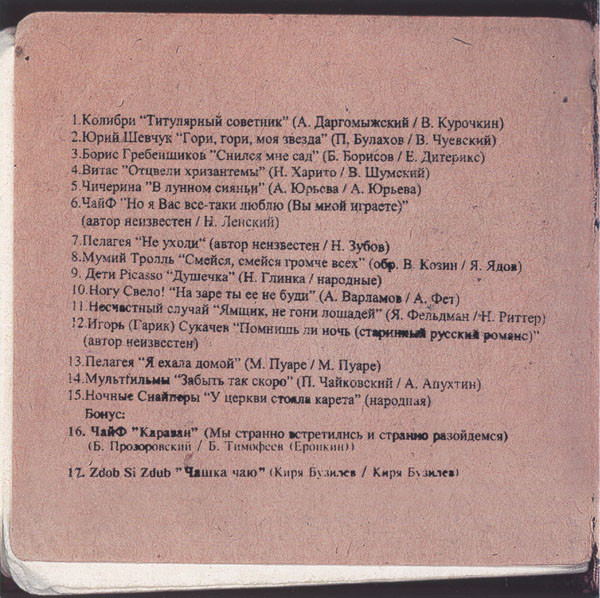 1.Колибри "Титулярный советник" (А. Даргомыжский / В. Курочкин)
2.Юрий Шевчук "Гори, гори, моя звезда" (П. Булахов / В. Чуевский)
3.Борис Гребенщиков "Снился мне сад" (Б. Борисов / Е. Дитерикс)
4.Витас "Отцвели хризантемы" (Н. Харито / В. Шумский)
5.Чичерина "В лунном сияньи" (А. Юрьева / А. Юрьева)
6.ЧайФ "Но я Вас все-таки люблю (Вы мной играете)"
(автор неизвестен / Н. Ленский)
7.Пелагея "Не уходи" (автор неизвестен / Н. Зубов)
8.Мумий Тролль "Смейся, смейся громче всех" (обр. В. Козин / Я. Ядов)
9. Дети Picasso "Душечка" (Н. Глинка / народные)
10.Ногу Свело! "На заре ты ее не буди" (А. Варламов / А. Фет)
11.Несчастный случай "Ямщик, не гони лошадей" (Я. Фельдман / Н. Риттер)
12.Игорь (Гарик) Сукачев "Помнишь ли ночь (старинный русский романс)"
(автор неизвестен)
13.Пелагея "Я ехала домой" (М. Пуаре / М. Пуаре)
14.Мультfильмы "Забыть так скоро" (П. Чайковский / А. Апухтин)
15.Ночные Снайперы "У церкви стояла карета" (народная)
Бонус:
16. ЧайФ "Караван" (Мы странно встретились и странно разойдемся)
(Б. Прозоровский / Б. Тимофеев (Еропкин))
17. Zdob Si Zdub "Чашка чаю" (Киря Бузилев / Киря Бузилев)